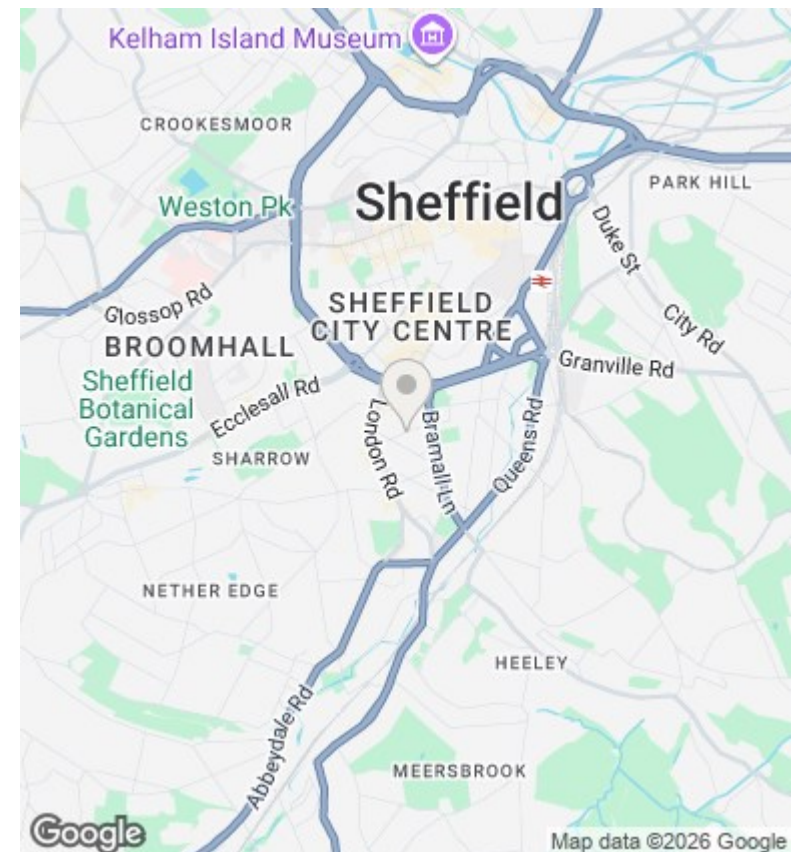 Kelham Island Museum
CROOKESMOOR
PARK HILL
Weston Pk
Sheffield
Duke St
Glossop Rd
SHEFFIELD
CITY CENTRE
City Rd
BROOMHALL
Granville Rd
Sheffield
Botanical
Gardens
Ecclesall Rd
London Rd
Bramall Ln
Queens Rd
SHARROW
NETHER EDGE
HEELEY
Abbeydale Rd
MEERSBROOK
Google
Map data ©2026 Google